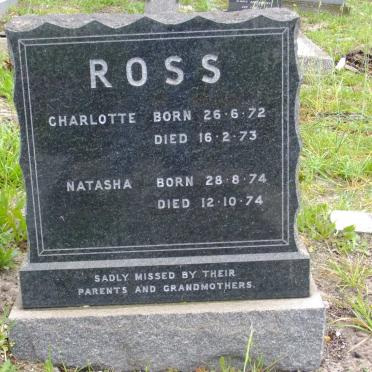 ROSS
CHARLOTTE BORN 26·6·72
DIED 16·2·73
NATASHA BORN 28·8·74
DIED 12·10·74
SADLY MISSED BY THEIR
PARENTS AND GRANDMOTHERS.